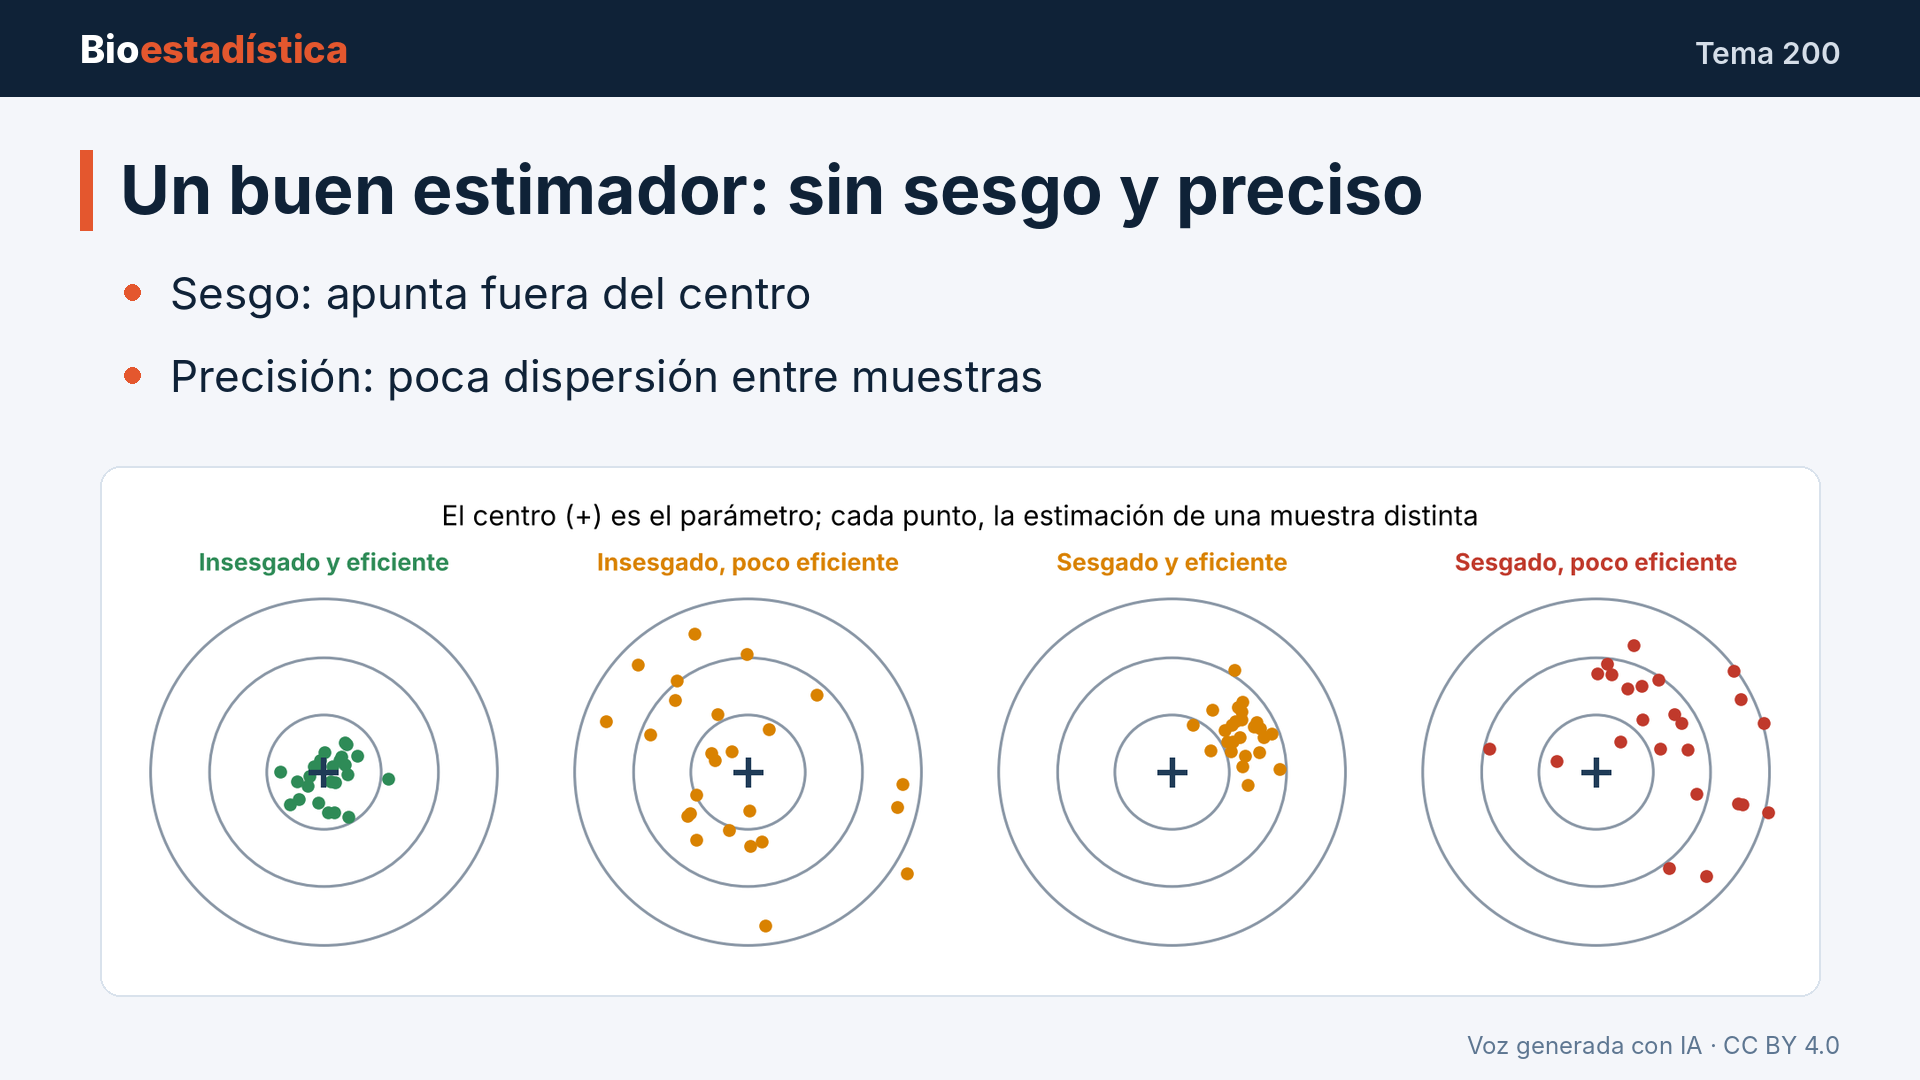 Bioestadística
Tema 200
Un buen estimador: sin sesgo y preciso
Sesgo: apunta fuera del centro
Precisión: poca dispersión entre muestras
El centro (+) es el parámetro; cada punto, la estimación de una muestra distinta
Insesgado y eficiente
Insesgado, poco eficiente
Sesgado y eficiente
Sesgado, poco eficiente
Voz generada con IA · CC BY 4.0